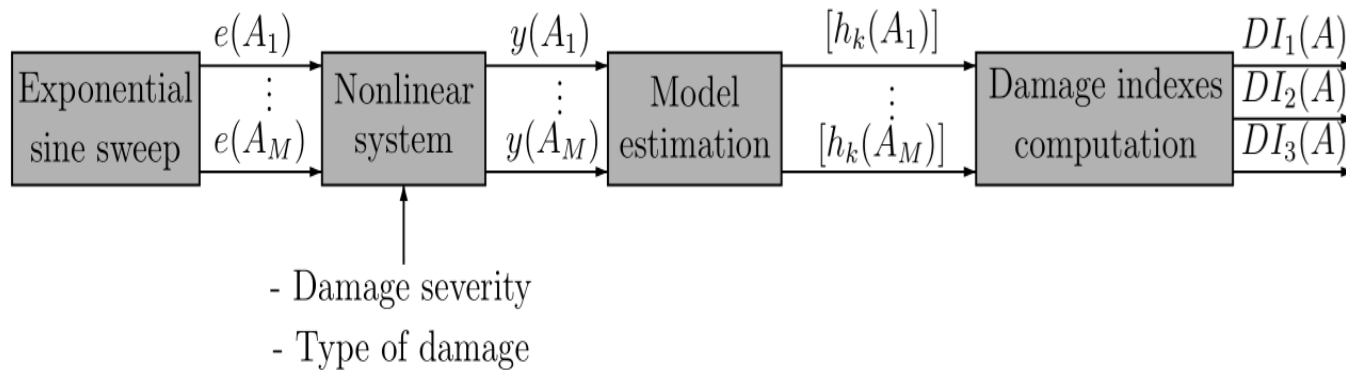 e(A_1)
y(A_1)
[h_k(A_1)]
DI_1(A)
Exponential
sine sweep
⋮
Nonlinear
system
⋮
Model
estimation
⋮
Damage indexes
computation
DI_2(A)
e(A_M)
y(A_M)
[h_k(A_M)]
DI_3(A)
- Damage severity
- Type of damage